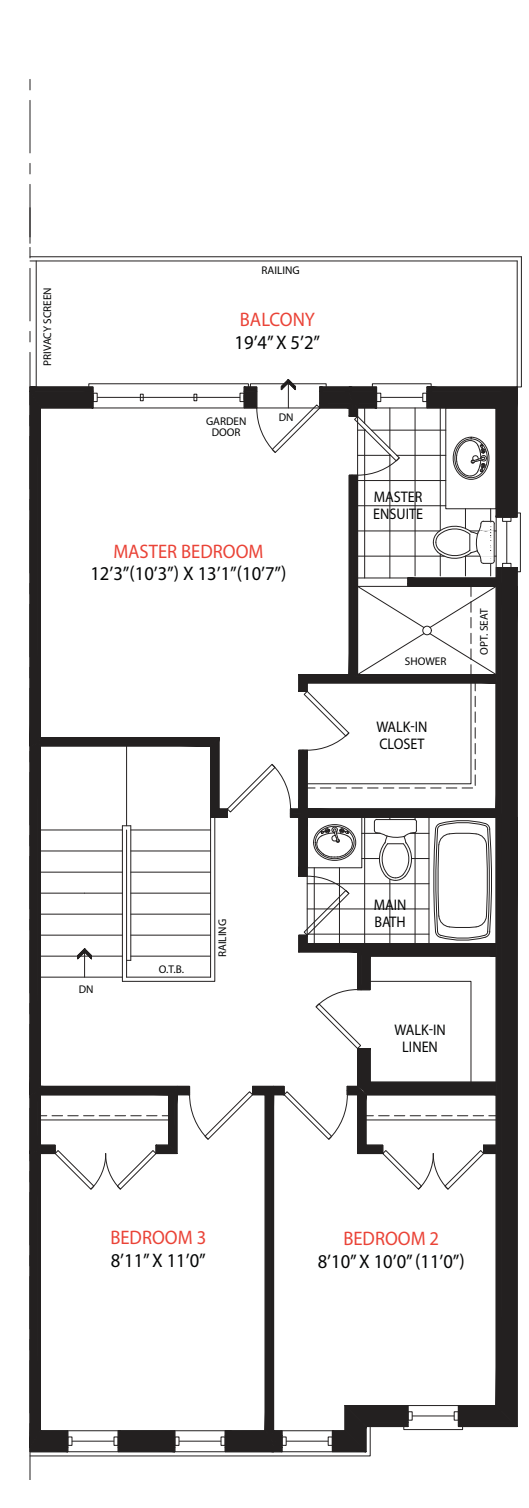 RAILING
PRIVACY SCREEN
BALCONY
19'4" X 5'2"
GARDEN
DOOR
DN
MASTER
ENSUITE
MASTER BEDROOM
12'3"(10'3") X 13'1"(10'7")
OPT. SEAT
SHOWER
WALK-IN
CLOSET
MAIN
BATH
RAILING
O.T.B.
DN
WALK-IN
LINEN
BEDROOM 3
8'11" X 11'0"
BEDROOM 2
8'10" X 10'0" (11'0")